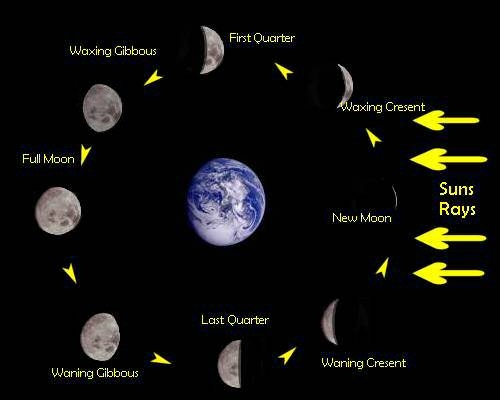 First Quarter
Waxing Gibbous
Waxing Cresent
Full Moon
Suns
Rays
New Moon
Last Quarter
Waning Cresent
Waning Gibbous